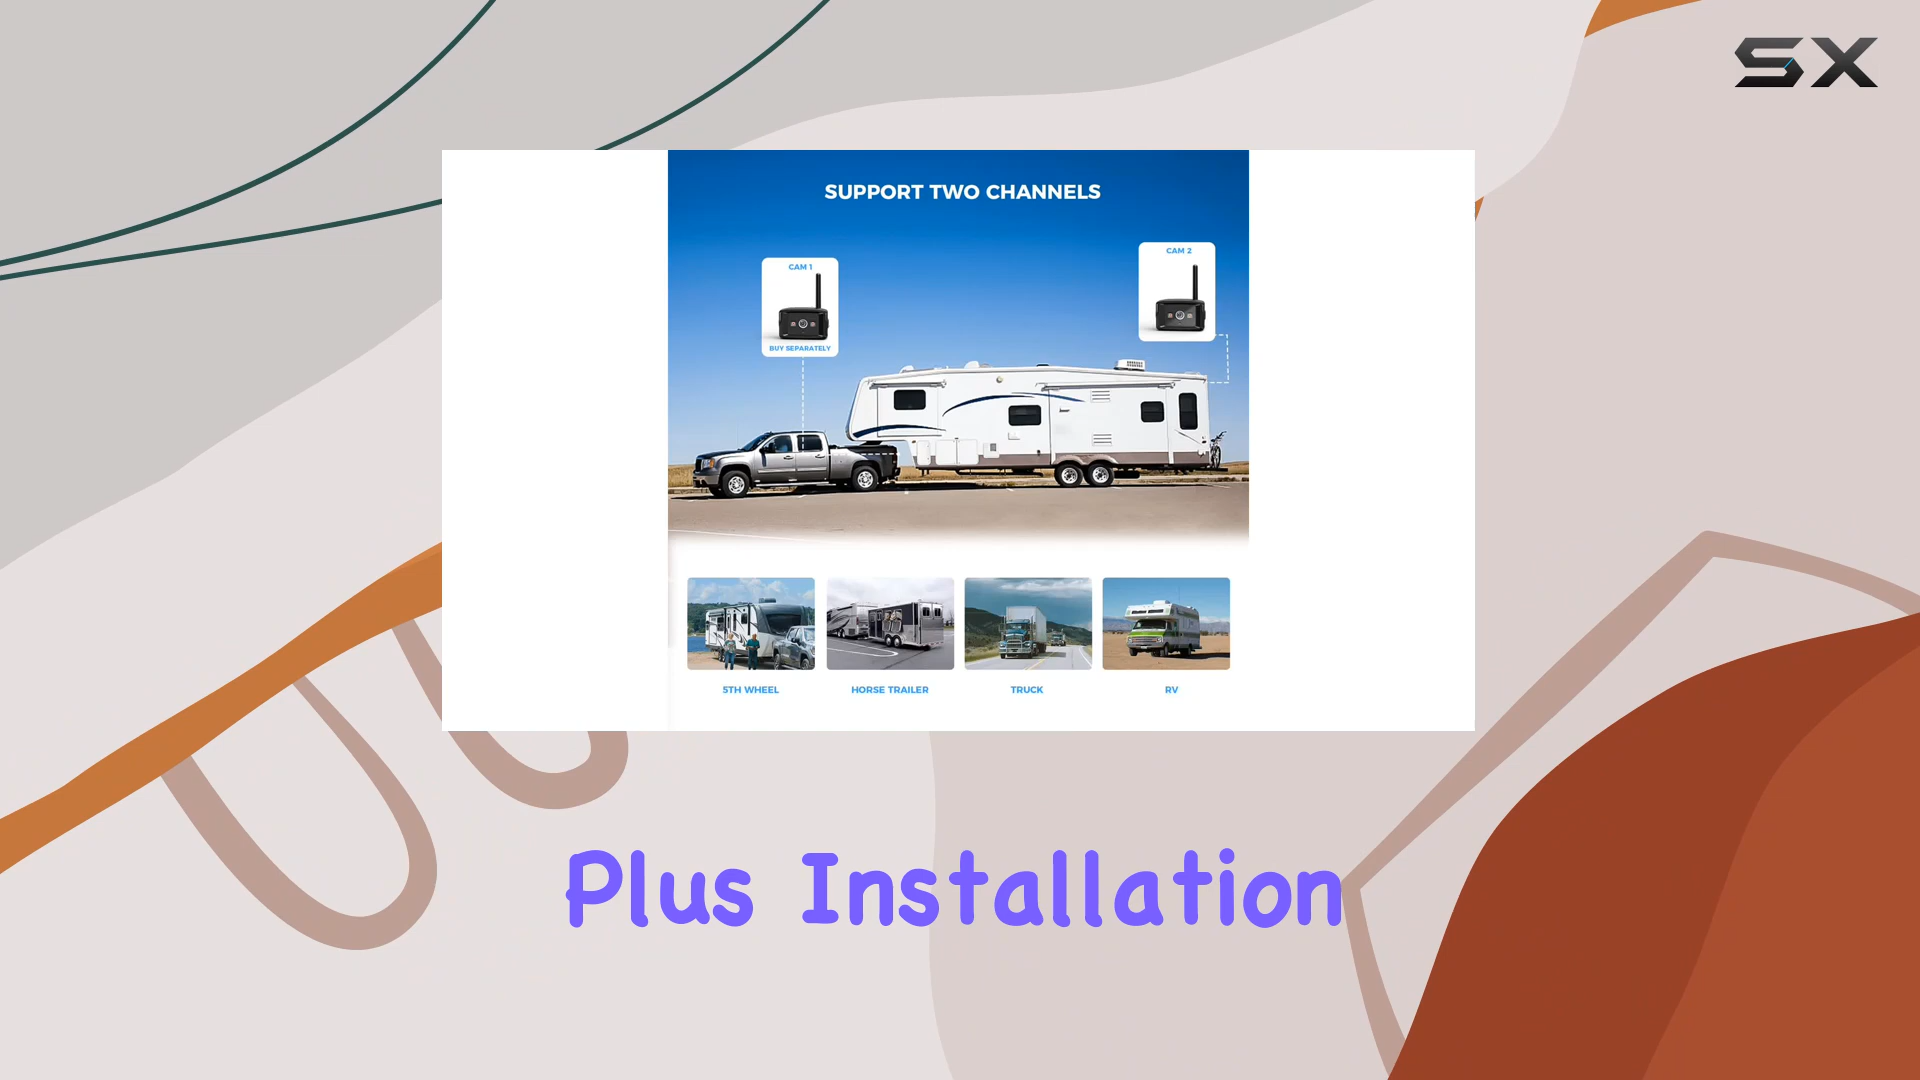 SX
SUPPORT TWO CHANNELS
CAM 1
BUY SEPARATELY
CAM 2
5TH WHEEL
HORSE TRAILER
TRUCK
RV
Plus Installation